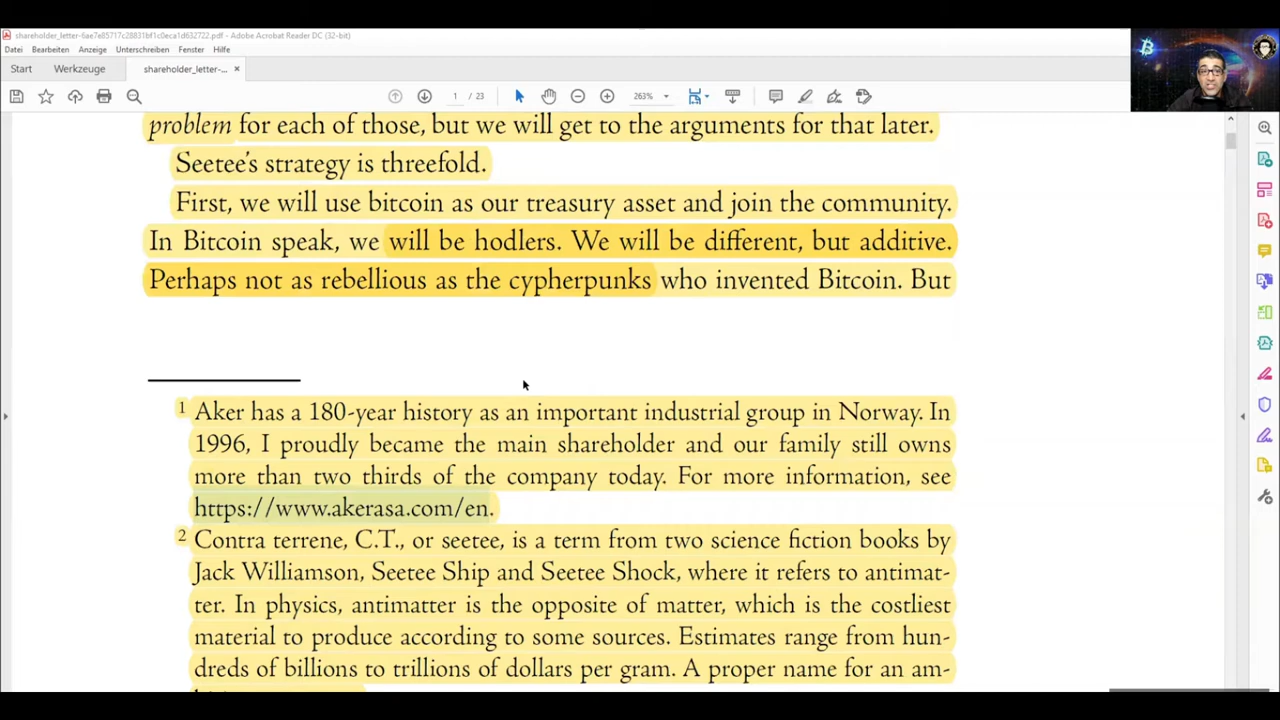 shareholder_letter-6ae7e85717c28831bf1c0eca1d632722.pdf - Adobe Acrobat Reader DC (32-bit)
Datei Bearbeiten Anzeige Unterschreiben Fenster Hilfe
Start Werkzeuge shareholder_letter-... ×
1 / 23 263%
problem for each of those, but we will get to the arguments for that later.
Seetee's strategy is threefold.
First, we will use bitcoin as our treasury asset and join the community.
In Bitcoin speak, we will be hodlers. We will be different, but additive.
Perhaps not as rebellious as the cypherpunks who invented Bitcoin. But
1 Aker has a 180-year history as an important industrial group in Norway. In
1996, I proudly became the main shareholder and our family still owns
more than two thirds of the company today. For more information, see
https://www.akerasa.com/en.
2 Contra terrene, C.T., or seetee, is a term from two science fiction books by
Jack Williamson, Seetee Ship and Seetee Shock, where it refers to antimat-
ter. In physics, antimatter is the opposite of matter, which is the costliest
material to produce according to some sources. Estimates range from hun-
dreds of billions to trillions of dollars per gram. A proper name for an am-